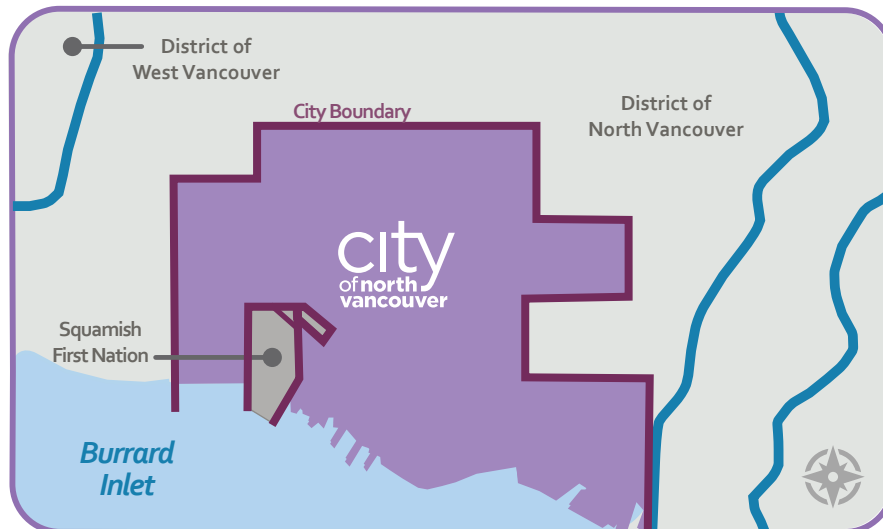 District of
West Vancouver
City Boundary
District of
North Vancouver
city
of north
vancouver
Squamish
First Nation
Burrard
Inlet